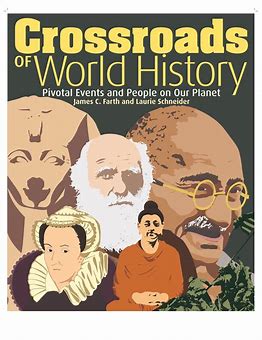 Crossroads
OF World History
Pivotal Events and People on Our Planet
James C. Farth and Laurie Schneider